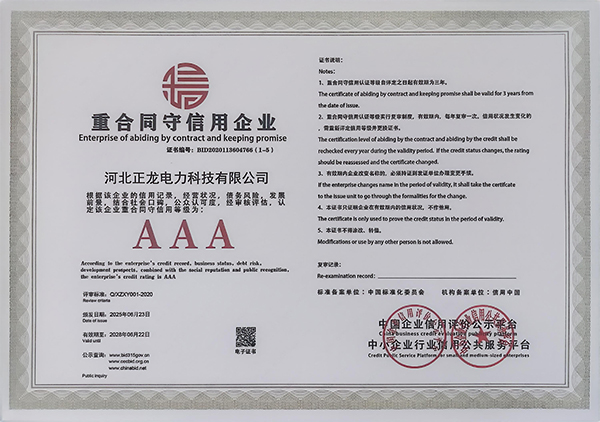 重合同守信用企业
Enterprise of abiding by contract and keeping promise
证书编号：BID2020113604766（1-5）
河北正龙电力科技有限公司
根据该企业的信用记录，经营状况，债务风险，发展
前景，结合社会口碑，公众认可度，经审核评估，认
定该企业重合同守信用等级为：
AAA
According to the enterprise's credit record, business status, debt risk,
development prospects, combined with the social reputation and public recognition,
the enterprise's credit rating is AAA
评审标准：Q/XZXY001-2020
Review criteria
颁发日期：2025年06月23日
Date of issue
有效期至：2028年06月22日
Valid until
公示查询：www.bid315gov.cn
www.cecbid.org.cn
www.chinabid.net
Public inquiry
电子证书
证书说明：
Notes:
1、重合同守信用认证等级自评定之日起有效期为三年。
The certificate of abiding by contract and keeping promise shall be valid for 3 years from
the date of issue.
2、重合同守信用认证等级实行复审制度，有效期内，每年复审一次，信用状况发生变化的
，需重新评定信用等级并更换证书。
The certification level of abiding by the contract and abiding by the credit shall be
rechecked every year during the validity period. If the credit status changes, the rating
should be reassessed and the certificate changed.
3、有效期内企业改变名称的，必须持证到发证单位办理变更手续。
If the enterprise changes name in the period of validity, it shall take the certificate
to the issue unit to go through the formalities for the change.
4、本证书只证明企业在有效期内的信用状况，不作他用。
The certificate is only used to prove the credit status in the period of validity.
5、本证书不得涂改、转借。
Modifications or use by any other person is not allowed.
复审记录：
Re-examination record:
标准备案单位：中国标准化委员会 机构备案单位：信用中国
中国企业信用评价公示平台
China business credit evaluation publicity platform
中小企业行业信用公共服务平台
Credit Public Service Platform for small and medium-sized enterprises